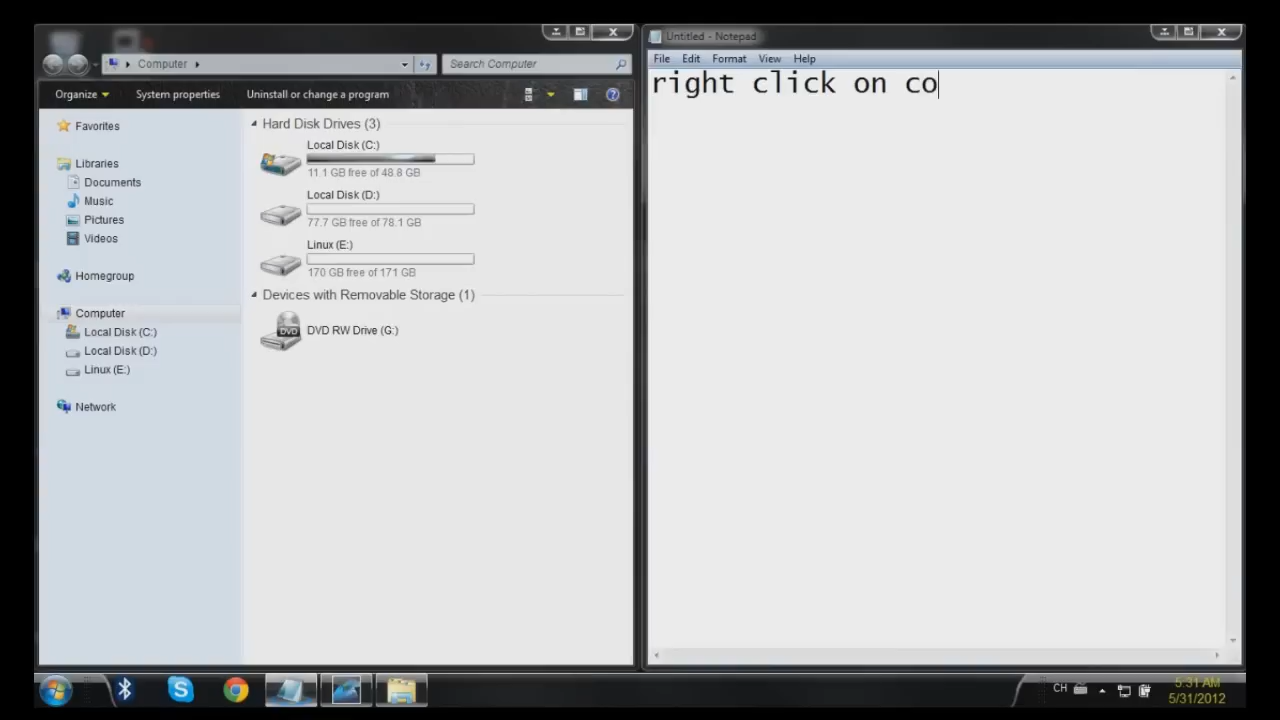 Computer
Search Computer
Organize
System properties
Uninstall or change a program
Favorites
Libraries
Documents
Music
Pictures
Videos
Homegroup
Computer
Local Disk (C:)
Local Disk (D:)
Linux (E:)
Network
Hard Disk Drives (3)
Local Disk (C:)
11.1 GB free of 48.8 GB
Local Disk (D:)
77.7 GB free of 78.1 GB
Linux (E:)
170 GB free of 171 GB
Devices with Removable Storage (1)
DVD
DVD RW Drive (G:)
Untitled - Notepad
File Edit Format View Help
right click on co
CH
5:31 AM
5/31/2012